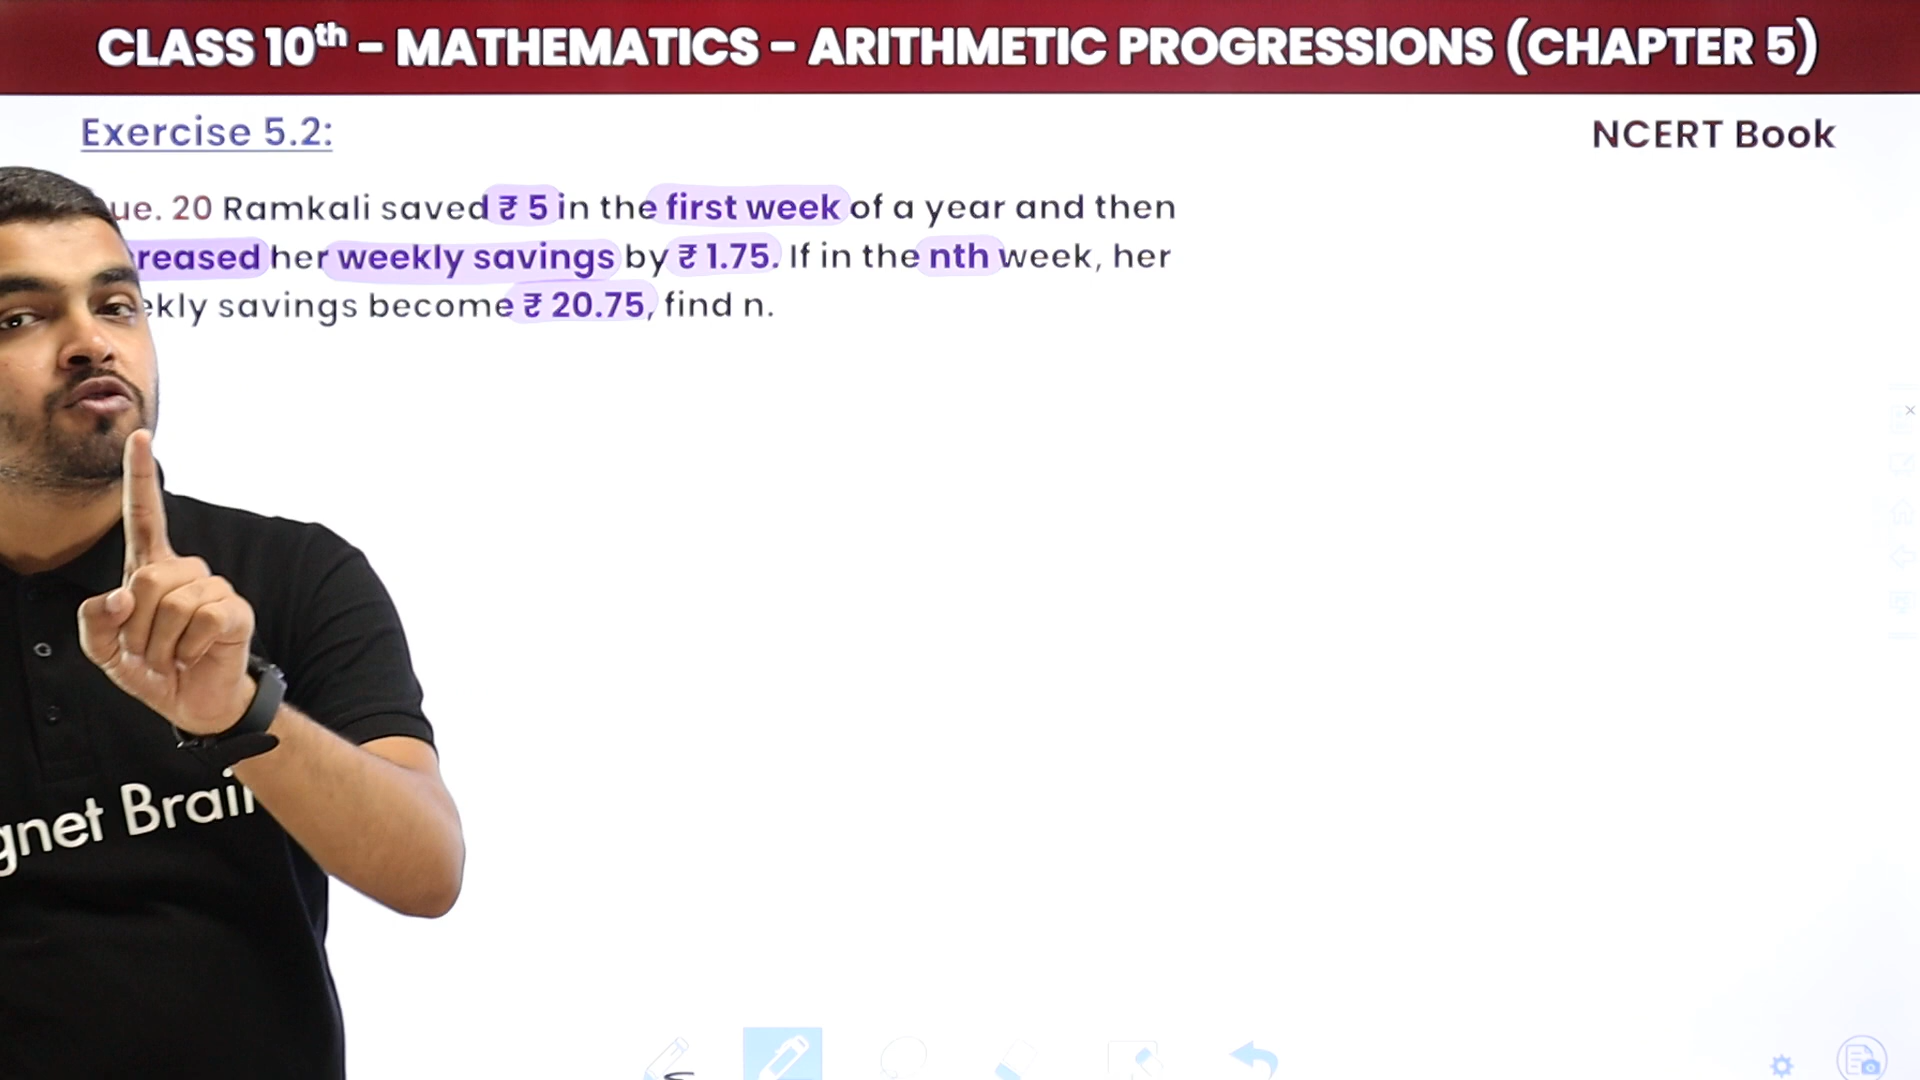 CLASS 10th – MATHEMATICS – ARITHMETIC PROGRESSIONS (CHAPTER 5)
Exercise 5.2:
NCERT Book
ue. 20 Ramkali saved ₹ 5 in the first week of a year and then
reased her weekly savings by ₹ 1.75. If in the nth week, her
ekly savings become ₹ 20.75, find n.
gnet Brain